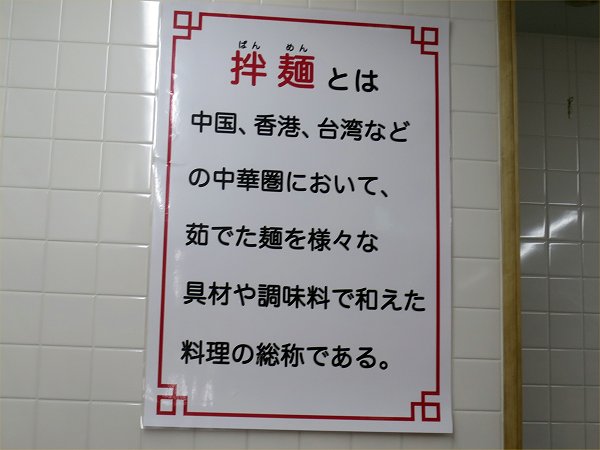 ばんめん
拌麺とは
中国、香港、台湾など
の中華圏において、
茹でた麺を様々な
具材や調味料で和えた
料理の総称である。